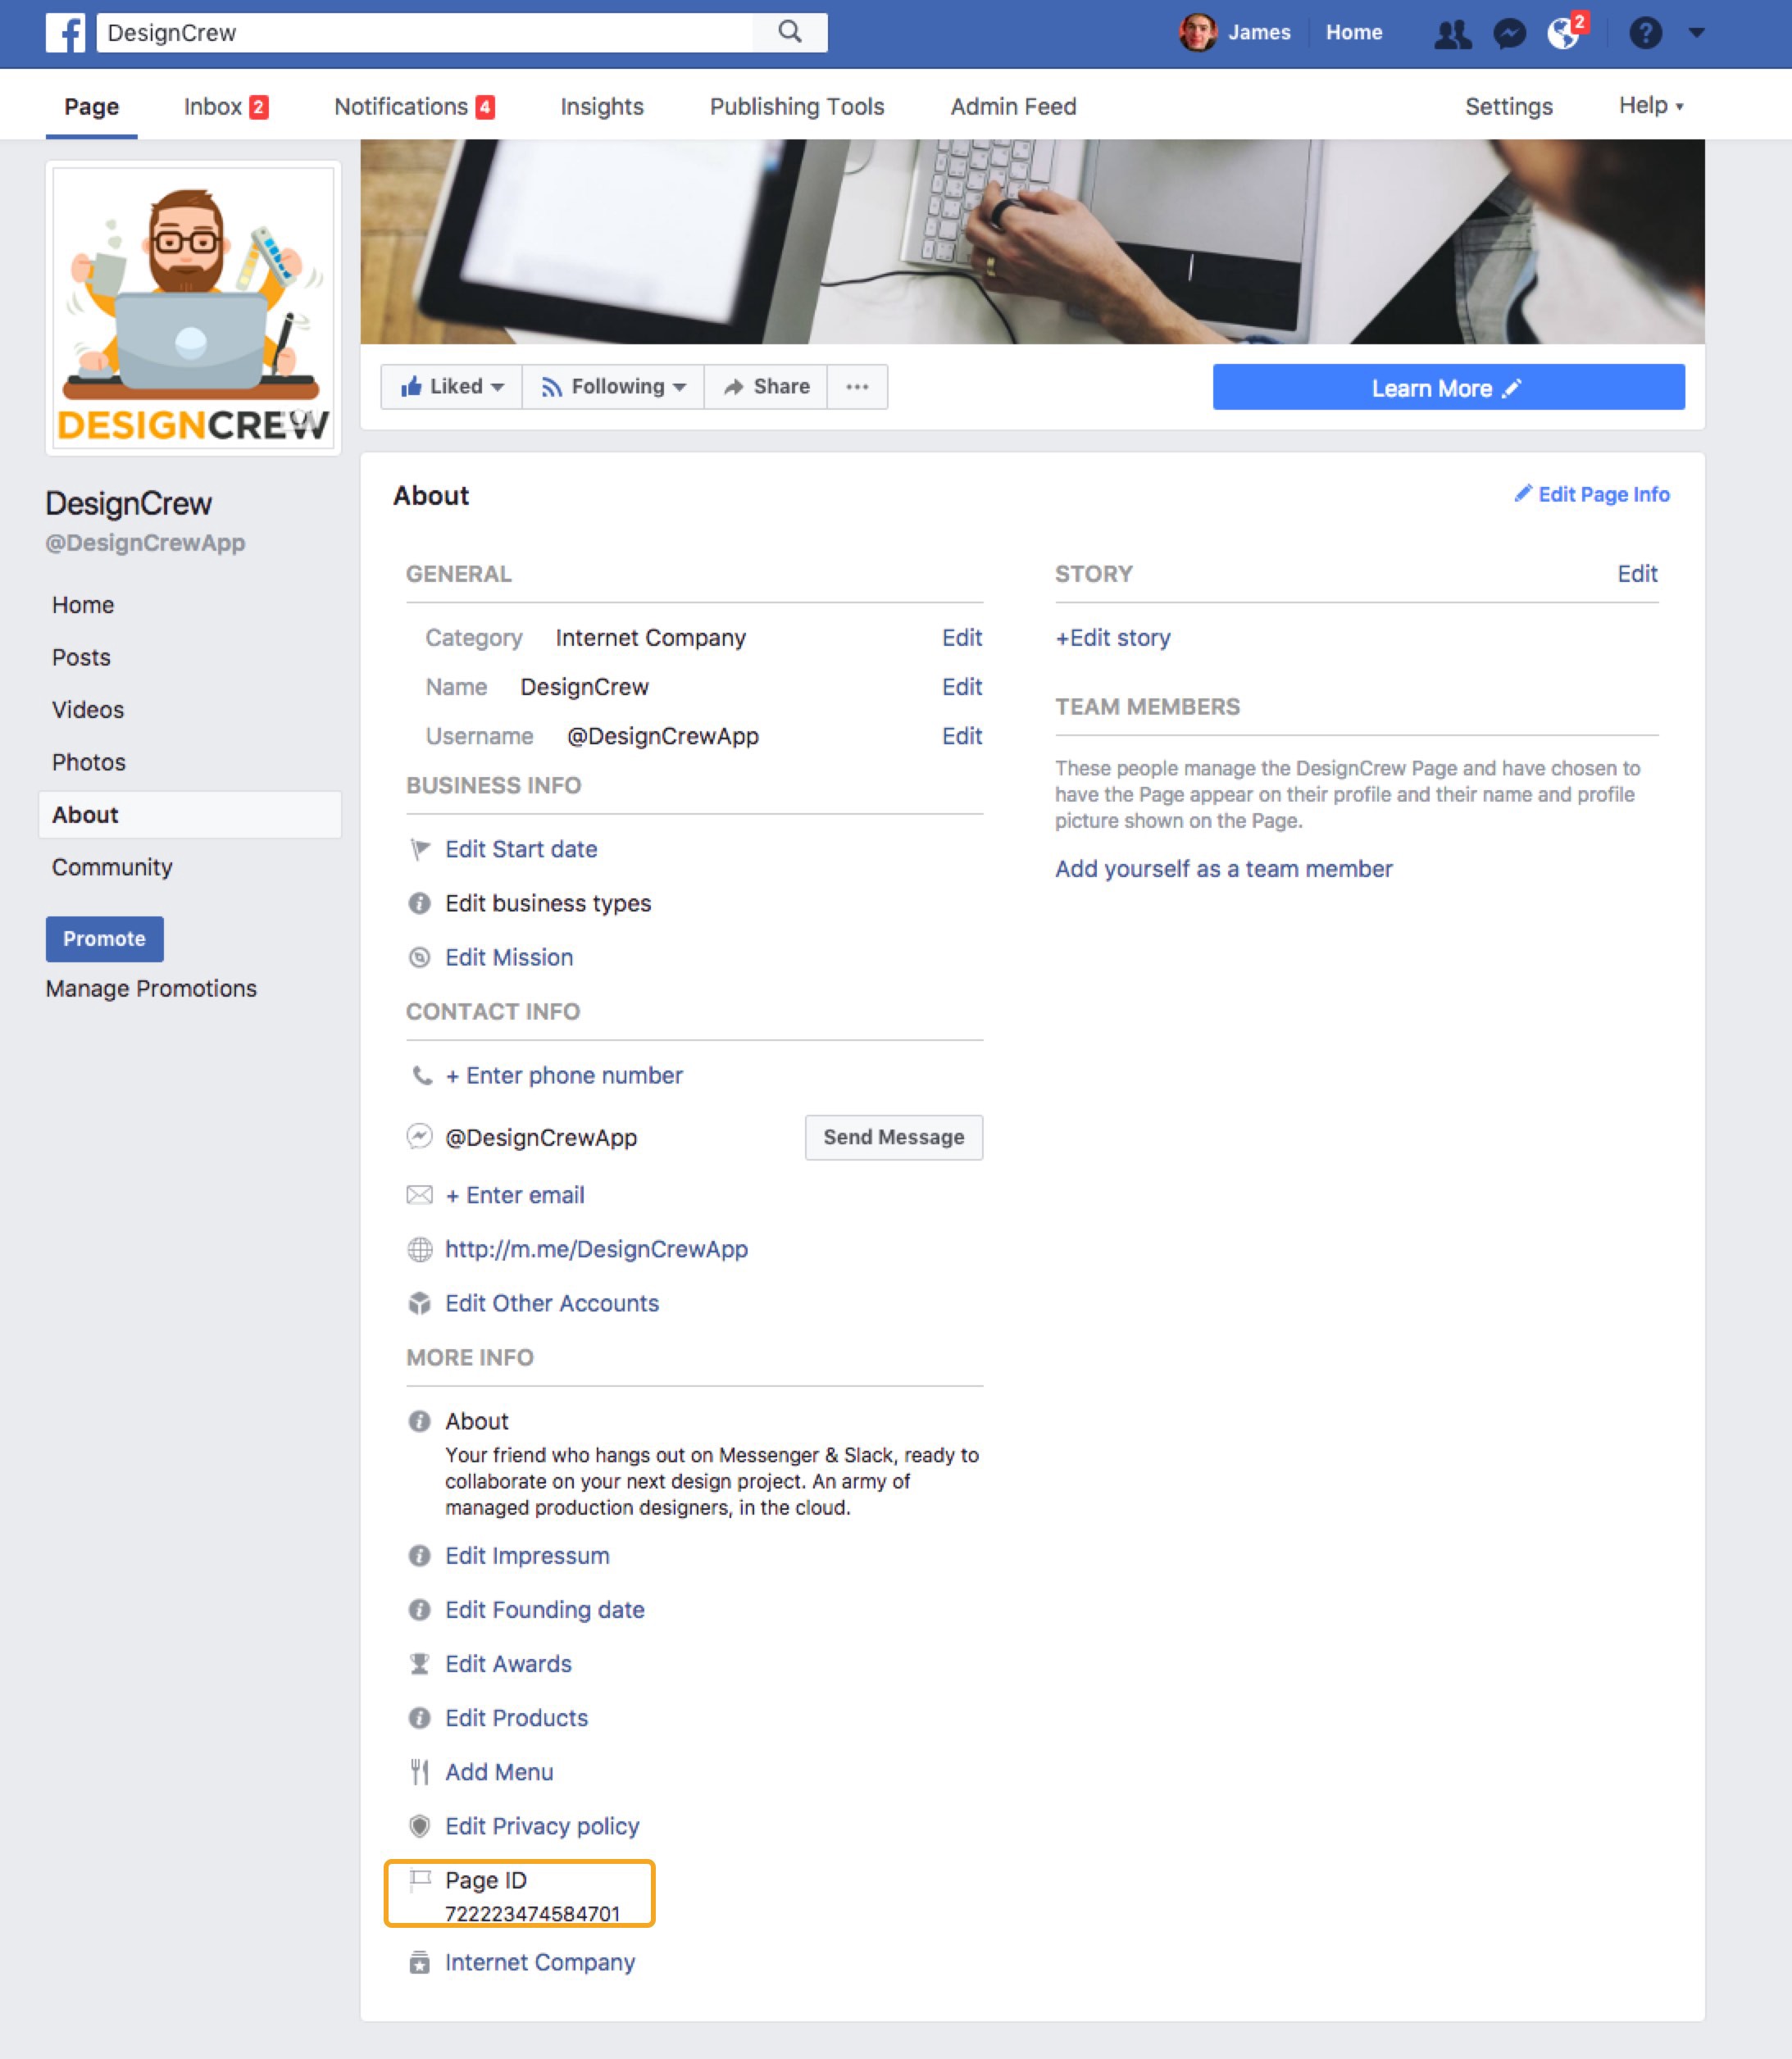 DesignCrew
James
Home
2
Page
Inbox 2
Notifications 4
Insights
Publishing Tools
Admin Feed
Settings
Help
DESIGNCREW
Liked
Following
Share
Learn More
DesignCrew
@DesignCrewApp
Home
Posts
Videos
Photos
About
Community
Promote
Manage Promotions
About
Edit Page Info
GENERAL
Category Internet Company Edit
Name DesignCrew Edit
Username @DesignCrewApp Edit
BUSINESS INFO
Edit Start date
Edit business types
Edit Mission
CONTACT INFO
+ Enter phone number
@DesignCrewApp
Send Message
+ Enter email
http://m.me/DesignCrewApp
Edit Other Accounts
MORE INFO
About
Your friend who hangs out on Messenger & Slack, ready to
collaborate on your next design project. An army of
managed production designers, in the cloud.
Edit Impressum
Edit Founding date
Edit Awards
Edit Products
Add Menu
Edit Privacy policy
Page ID
722223474584701
Internet Company
STORY Edit
+Edit story
TEAM MEMBERS
These people manage the DesignCrew Page and have chosen to
have the Page appear on their profile and their name and profile
picture shown on the Page.
Add yourself as a team member